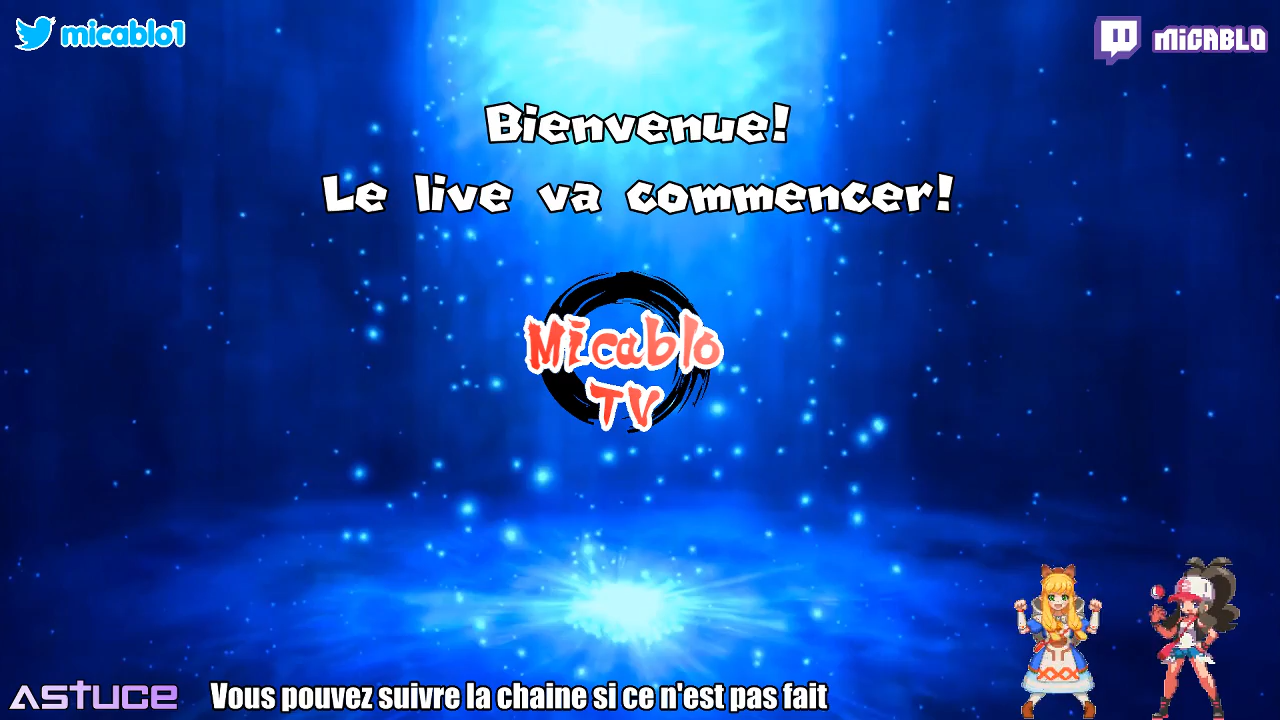 micablo1
MiCABLO
Bienvenue!
Le live va commencer!
Micablo
TV
ASTUCE
Vous pouvez suivre la chaine si ce n'est pas fait